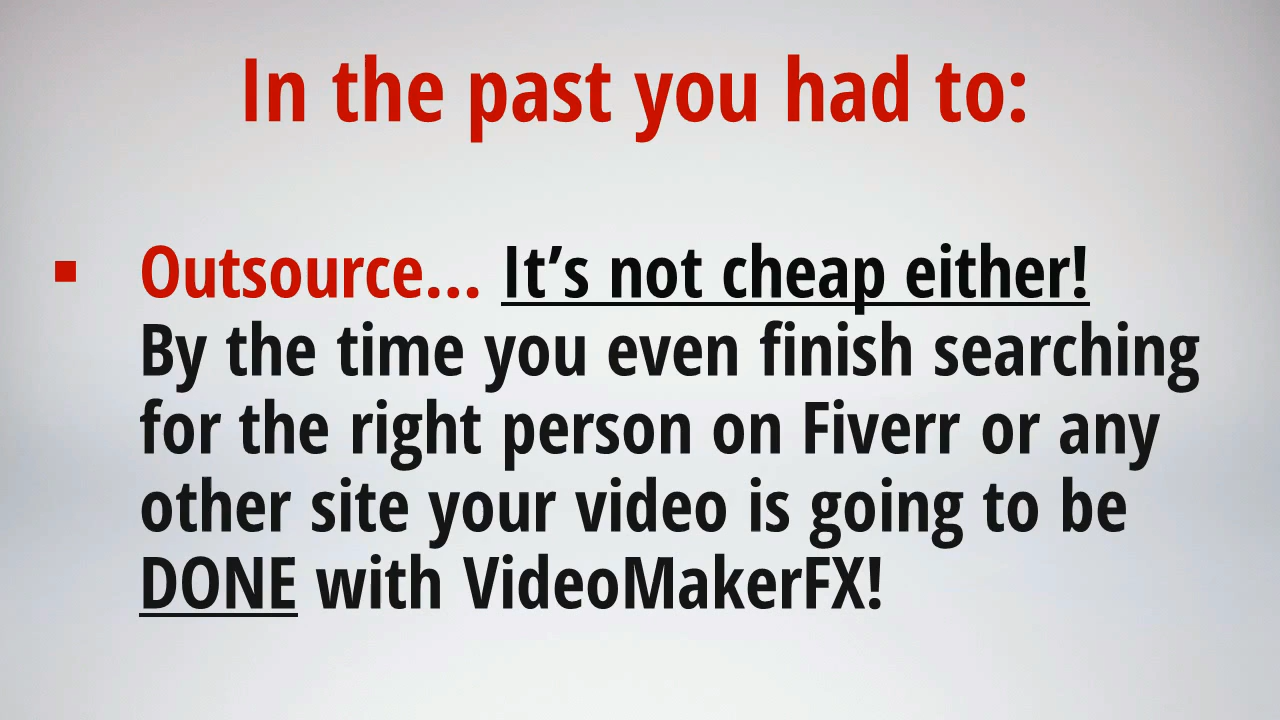 In the past you had to:
▪ Outsource... It’s not cheap either!
By the time you even finish searching
for the right person on Fiverr or any
other site your video is going to be
DONE with VideoMakerFX!